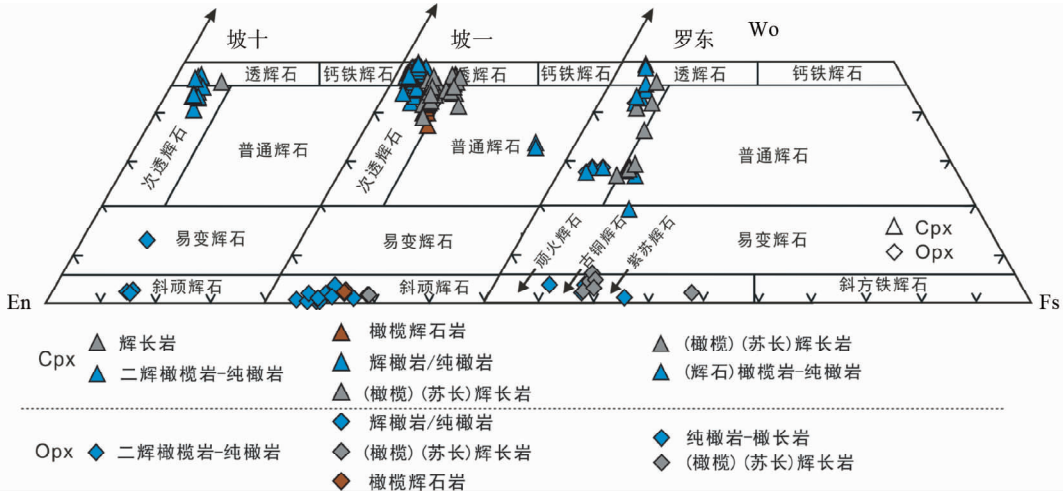 坡十
坡一
罗东
Wo
透辉石
钙铁辉石
透辉石
钙铁辉石
透辉石
钙铁辉石
次透辉石
普通辉石
次透辉石
普通辉石
普通辉石
易变辉石
易变辉石
顽火辉石
古铜辉石
紫苏辉石
易变辉石
Cpx
Opx
斜顽辉石
斜顽辉石
斜方铁辉石
En
Fs
Cpx
辉长岩
二辉橄榄岩-纯橄岩
橄榄辉石岩
辉橄岩/纯橄岩
(橄榄)(苏长)辉长岩
(橄榄)(苏长)辉长岩
(辉石)橄榄岩-纯橄岩
Opx
二辉橄榄岩-纯橄岩
辉橄岩/纯橄岩
(橄榄)(苏长)辉长岩
橄榄辉石岩
纯橄岩-橄长岩
(橄榄)(苏长)辉长岩